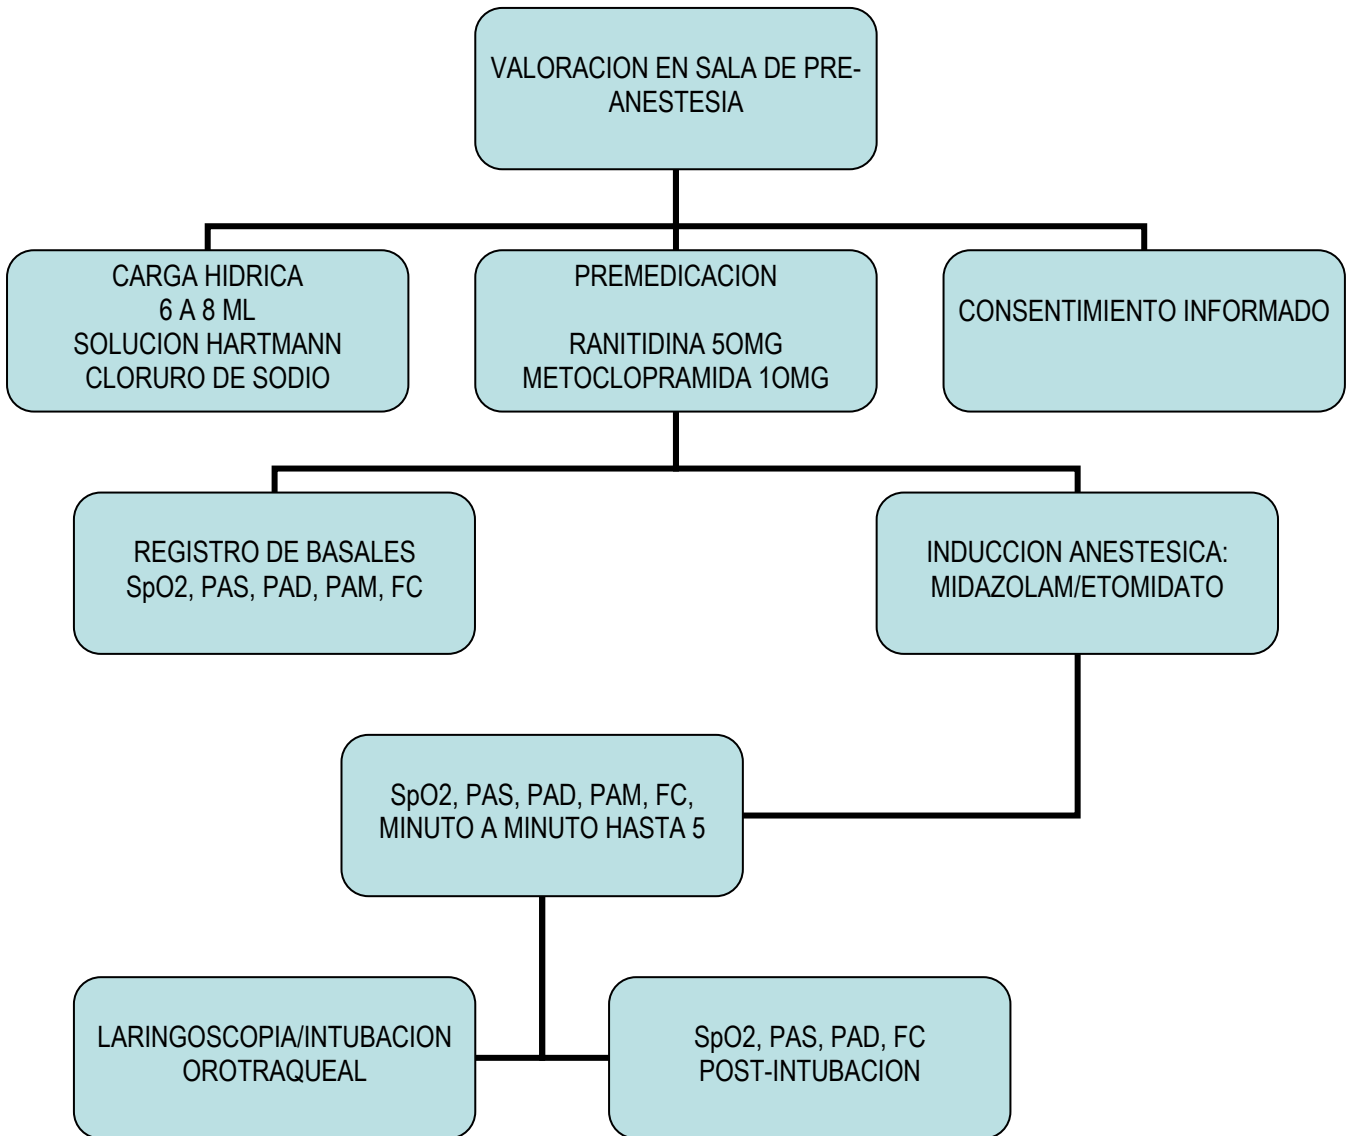 VALORACION EN SALA DE PRE-
ANESTESIA
CARGA HIDRICA
6 A 8 ML
SOLUCION HARTMANN
CLORURO DE SODIO
PREMEDICACION
RANITIDINA 5OMG
METOCLOPRAMIDA 1OMG
CONSENTIMIENTO INFORMADO
REGISTRO DE BASALES
SpO2, PAS, PAD, PAM, FC
INDUCCION ANESTESICA:
MIDAZOLAM/ETOMIDATO
SpO2, PAS, PAD, PAM, FC,
MINUTO A MINUTO HASTA 5
LARINGOSCOPIA/INTUBACION
OROTRAQUEAL
SpO2, PAS, PAD, FC
POST-INTUBACION